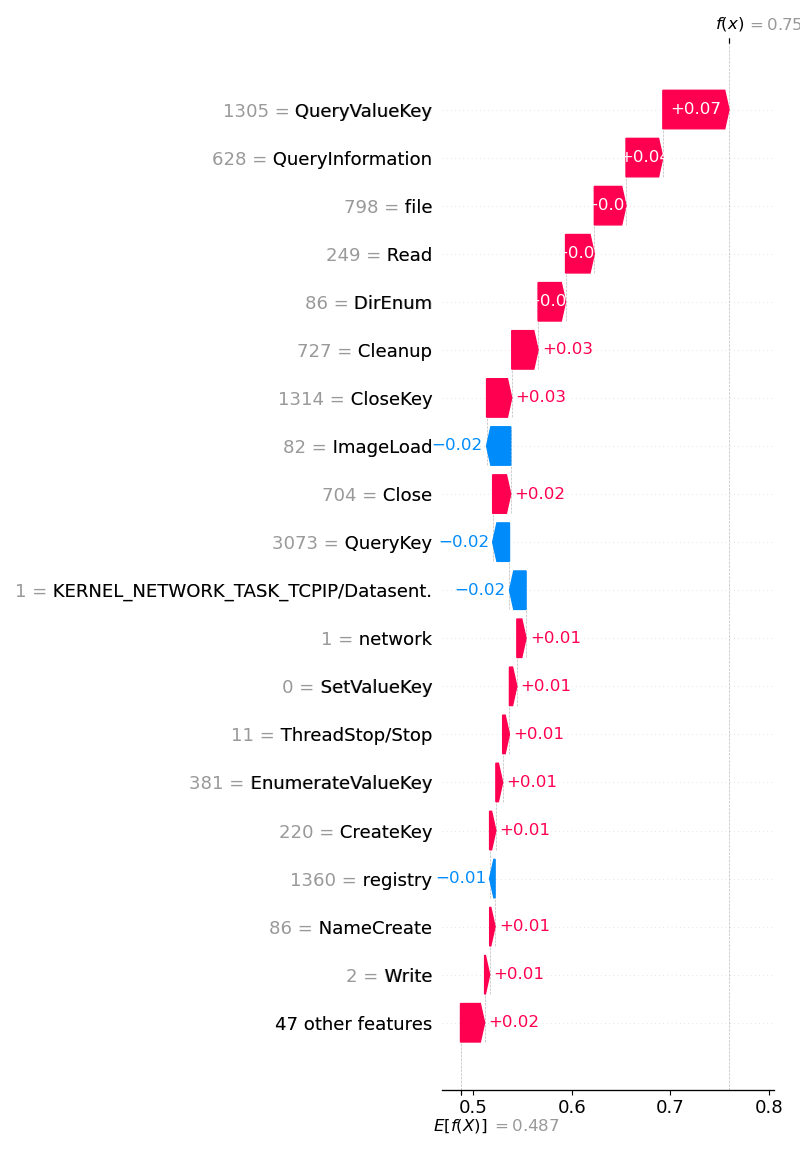 f(x) = 0.75
1305 = QueryValueKey +0.07
628 = QueryInformation +0.04
798 = file
249 = Read
86 = DirEnum
727 = Cleanup +0.03
1314 = CloseKey +0.03
82 = ImageLoad −0.02
704 = Close +0.02
3073 = QueryKey −0.02
1 = KERNEL_NETWORK_TASK_TCPIP/Datasent. −0.02
1 = network +0.01
0 = SetValueKey +0.01
11 = ThreadStop/Stop +0.01
381 = EnumerateValueKey +0.01
220 = CreateKey +0.01
1360 = registry −0.01
86 = NameCreate +0.01
2 = Write +0.01
47 other features +0.02
0.5 0.6 0.7 0.8
E[f(X)] = 0.487